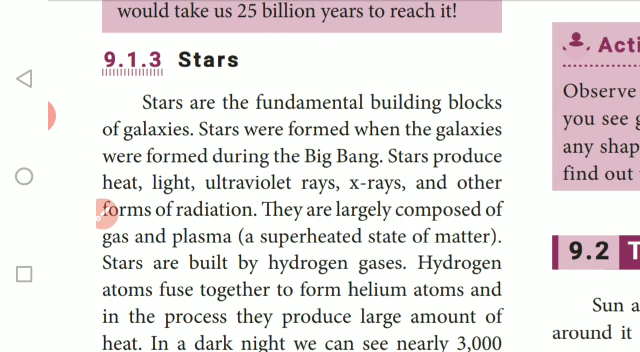 would take us 25 billion years to reach it!
9.1.3 Stars
Stars are the fundamental building blocks
of galaxies. Stars were formed when the galaxies
were formed during the Big Bang. Stars produce
heat, light, ultraviolet rays, x-rays, and other
forms of radiation. They are largely composed of
gas and plasma (a superheated state of matter).
Stars are built by hydrogen gases. Hydrogen
atoms fuse together to form helium atoms and
in the process they produce large amount of
heat. In a dark night we can see nearly 3,000
Acti
Observe
you see g
any shap
find out
9.2 T
Sun a
around it